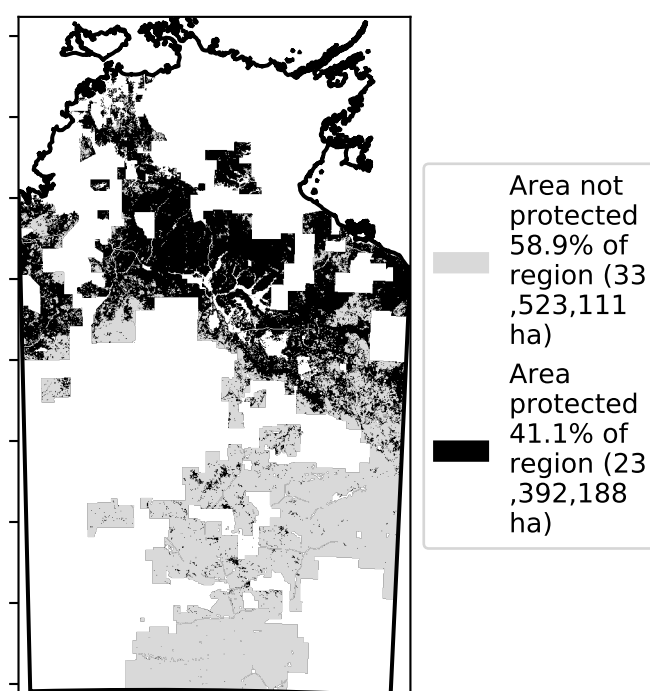 Area not
protected
58.9% of
region (33
,523,111
ha)
Area
protected
41.1% of
region (23
,392,188
ha)